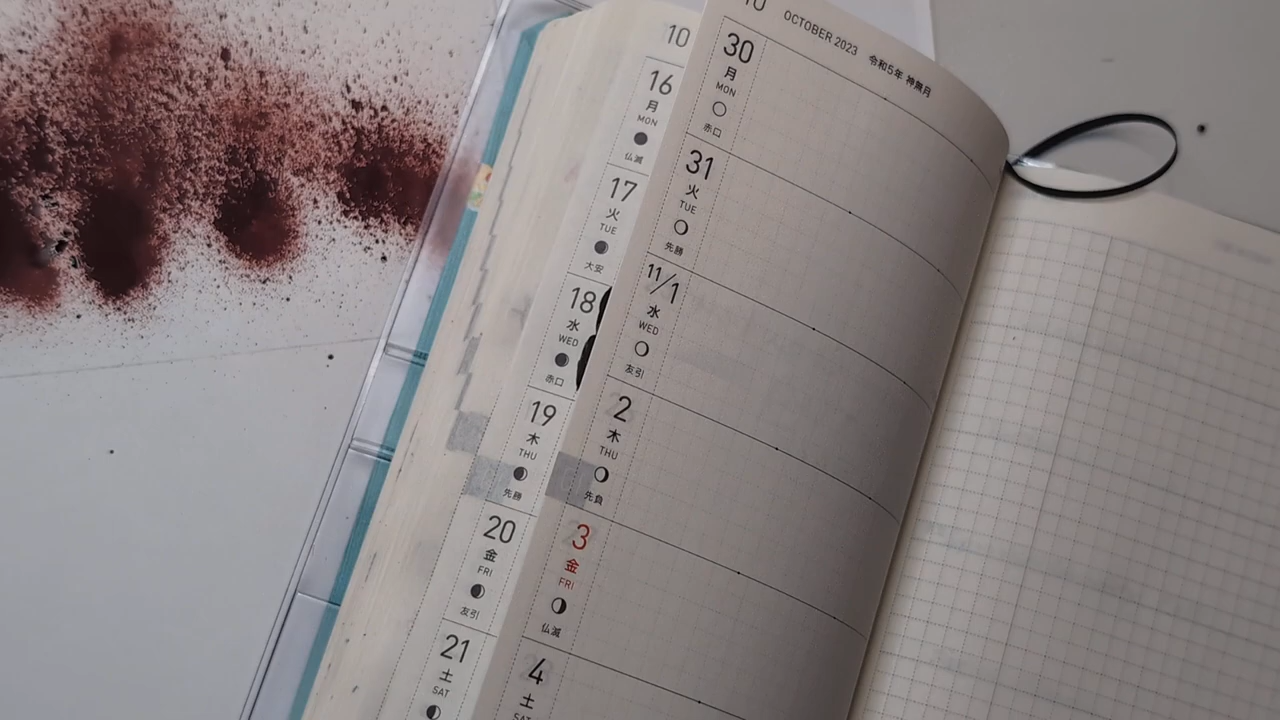 10
16
月
MON
仏滅
17
火
TUE
大安
18
水
WED
赤口
19
木
THU
先勝
20
金
FRI
友引
21
土
SAT
10 OCTOBER 2023 令和5年 神無月
30
月
MON
赤口
31
火
TUE
先勝
11/1
水
WED
友引
2
木
THU
先負
3
金
FRI
仏滅
4
土
SAT